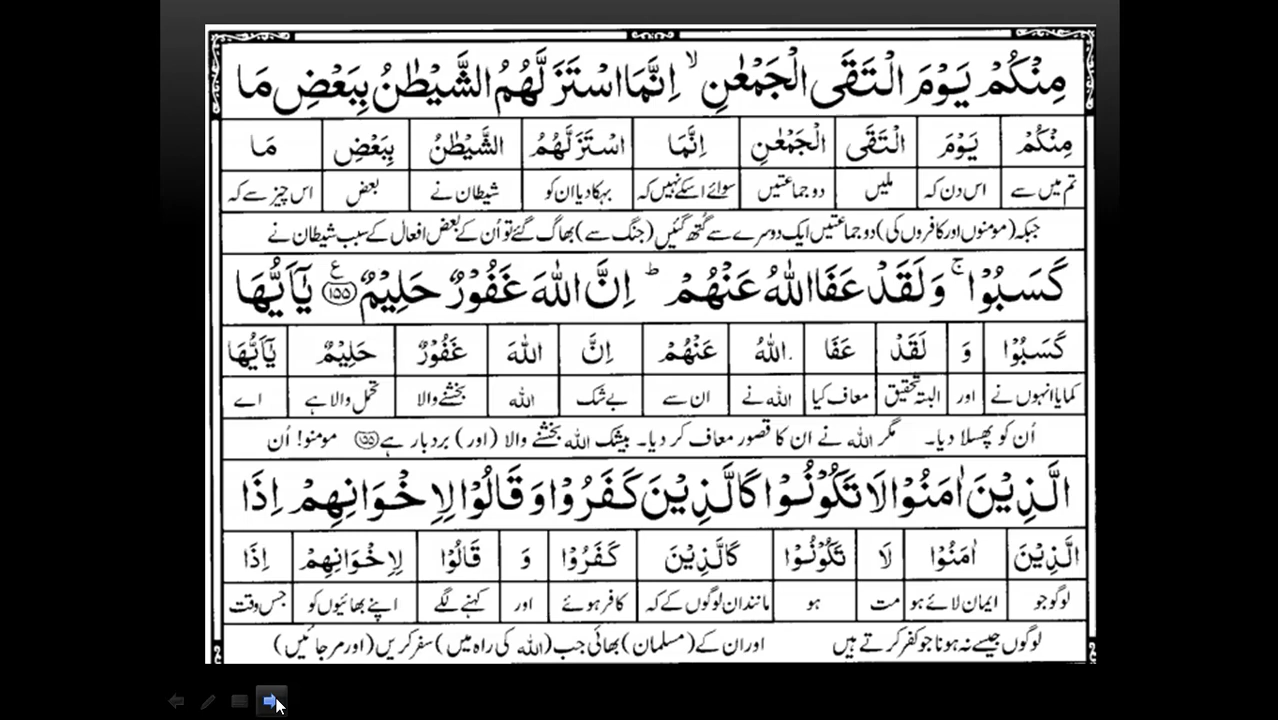 مِنْكُمْ يَوْمَ الْتَقَى الْجَمْعٰنِ ۙ اِنَّمَا اسْتَزَلَّهُمُ الشَّيْطٰنُ بِبَعْضِ مَا
مِنْكُمْ يَوْمَ الْتَقَى الْجَمْعٰنِ اِنَّمَا اسْتَزَلَّهُمُ الشَّيْطٰنُ بِبَعْضِ مَا
تم میں سے اس دن کہ ملیں دو جماعتیں سوائے اسکے نہیں کہ بہکا دیا ان کو شیطان نے بعض اس چیز سے کہ
جبکہ (مومنوں اور کافروں کی) دو جماعتیں ایک دوسرے سے گتھ گئیں (جنگ سے) بھاگ گئے تو اُن کے بعض افعال کے سبب شیطان نے
كَسَبُوْا ۚ وَلَقَدْ عَفَا اللهُ عَنْهُمْ ؕ اِنَّ اللهَ غَفُوْرٌ حَلِيْمٌ ﴿۱۵۵﴾ ع يٰٓاَيُّهَا
كَسَبُوْا وَ لَقَدْ عَفَا اللهُ عَنْهُمْ اِنَّ اللهَ غَفُوْرٌ حَلِيْمٌ يٰٓاَيُّهَا
کمایا انہوں نے اور البتہ تحقیق معاف کیا اللہ نے ان سے بے شک اللہ بخشنے والا تحمل والا ہے اے
اُن کو پھسلا دیا۔ مگر اللہ نے ان کا قصور معاف کر دیا۔ بیشک اللہ بخشنے والا (اور) بردبار ہے ﴿۱۵۵﴾ مومنو! اُن
الَّذِيْنَ اٰمَنُوْا لَا تَكُوْنُوْا كَالَّذِيْنَ كَفَرُوْا وَقَالُوْا لِاِخْوَانِهِمْ اِذَا
الَّذِيْنَ اٰمَنُوْا لَا تَكُوْنُوْا كَالَّذِيْنَ كَفَرُوْا وَ قَالُوْا لِاِخْوَانِهِمْ اِذَا
لوگو جو ایمان لائے ہو مت ہو مانند ان لوگوں کے کہ کافر ہوئے اور کہنے لگے اپنے بھائیوں کو جس وقت
لوگوں جیسے نہ ہونا جو کفر کرتے ہیں اور ان کے (مسلمان) بھائی جب (اللہ کی راہ میں) سفر کریں (اور مر جائیں)